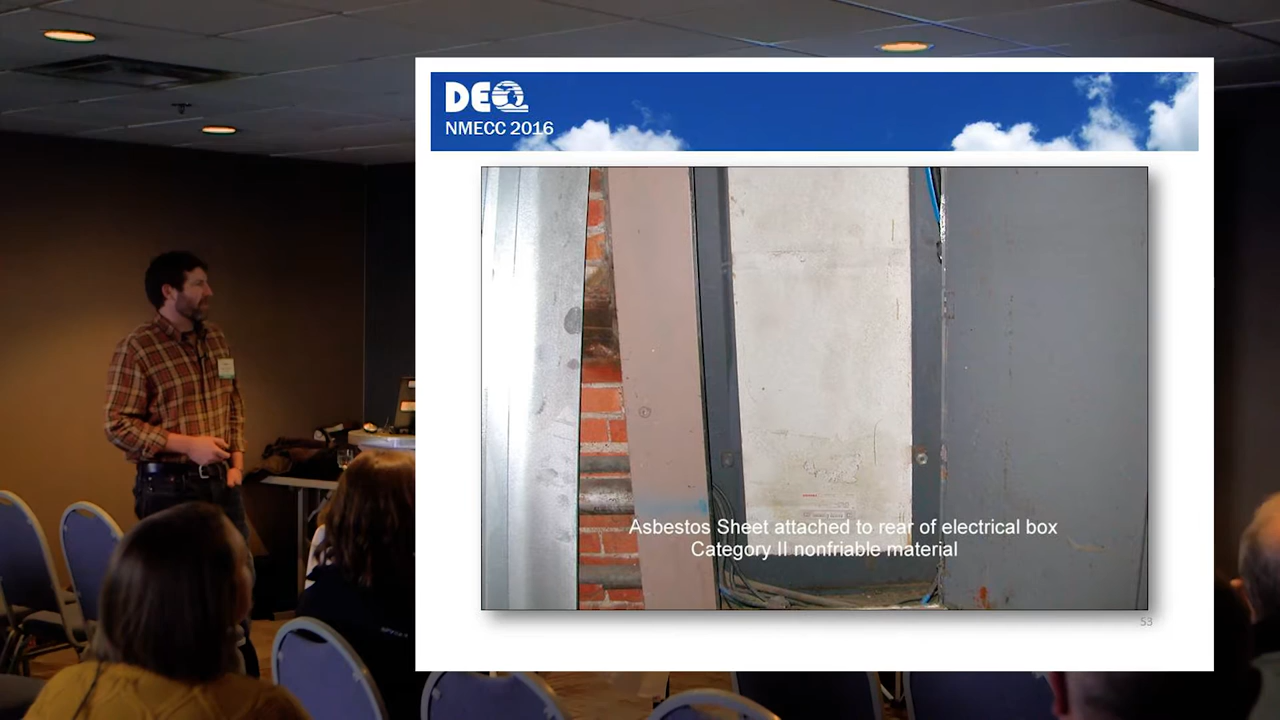 DEQ
NMECC 2016
Asbestos Sheet attached to rear of electrical box
Category II nonfriable material
53